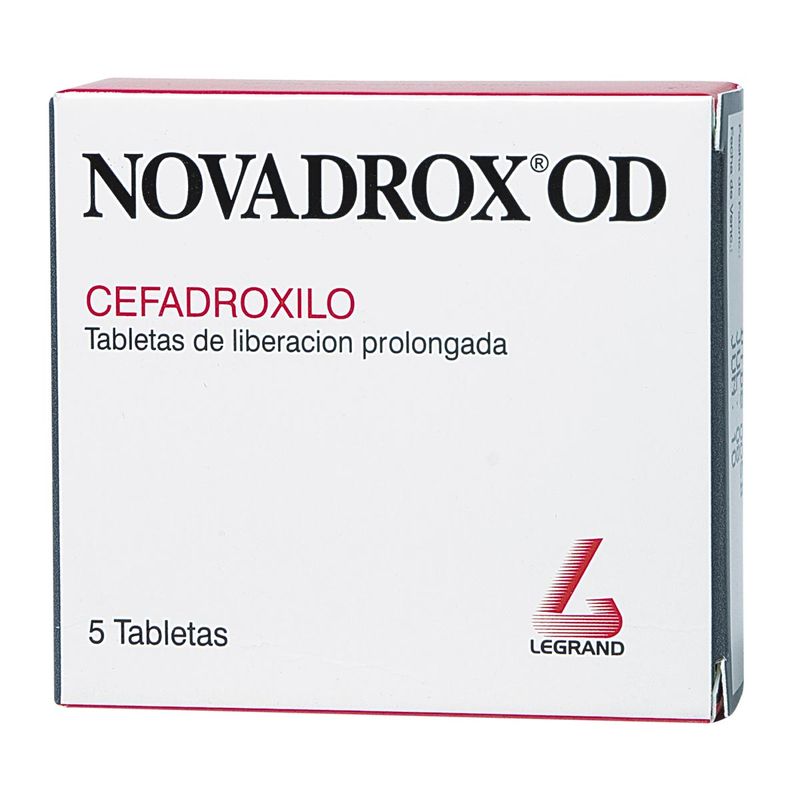 NOVADROX® OD
CEFADROXILO
Tabletas de liberacion prolongada
5 Tabletas
LEGRAND